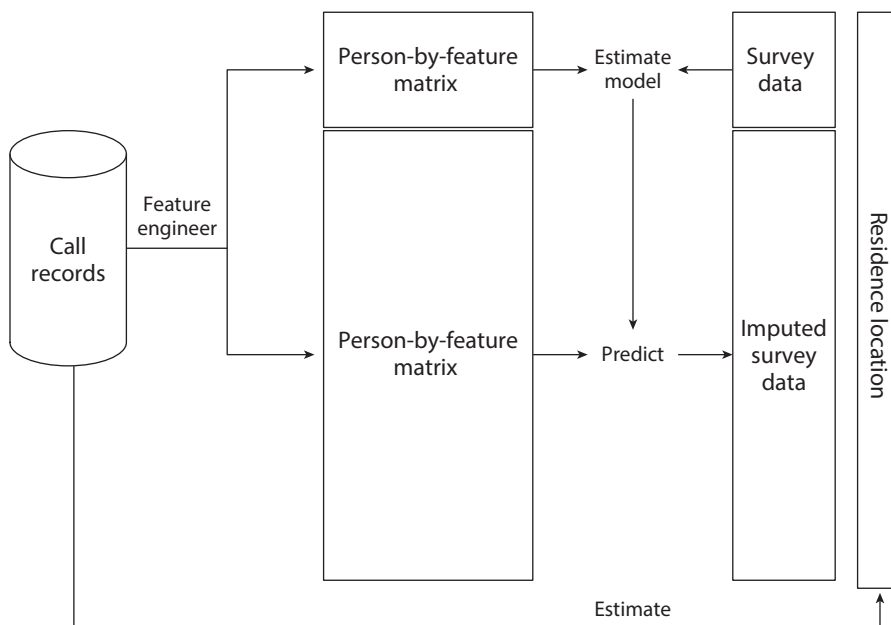 Person-by-feature
matrix
Estimate
model
Survey
data
Feature
engineer
Call
records
Person-by-feature
matrix
Predict
Imputed
survey
data
Residence location
Estimate